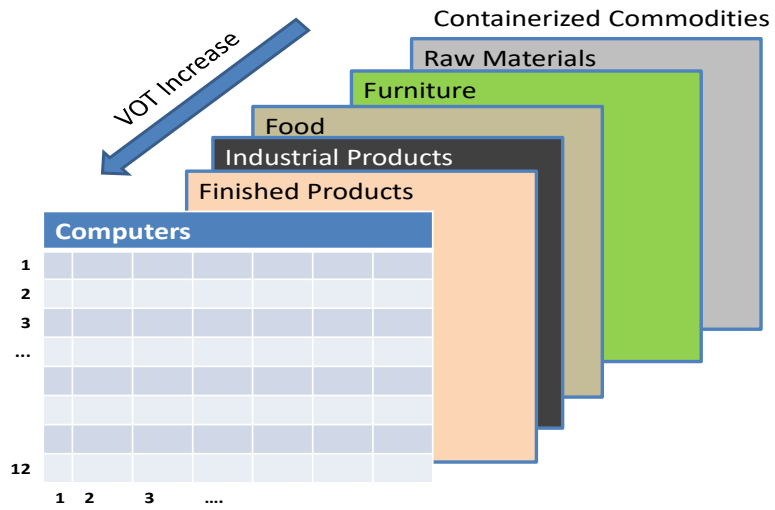 Containerized Commodities
VOT Increase
Raw Materials
Furniture
Food
Industrial Products
Finished Products
Computers
1
2
3
...
12
1 2 3 ....